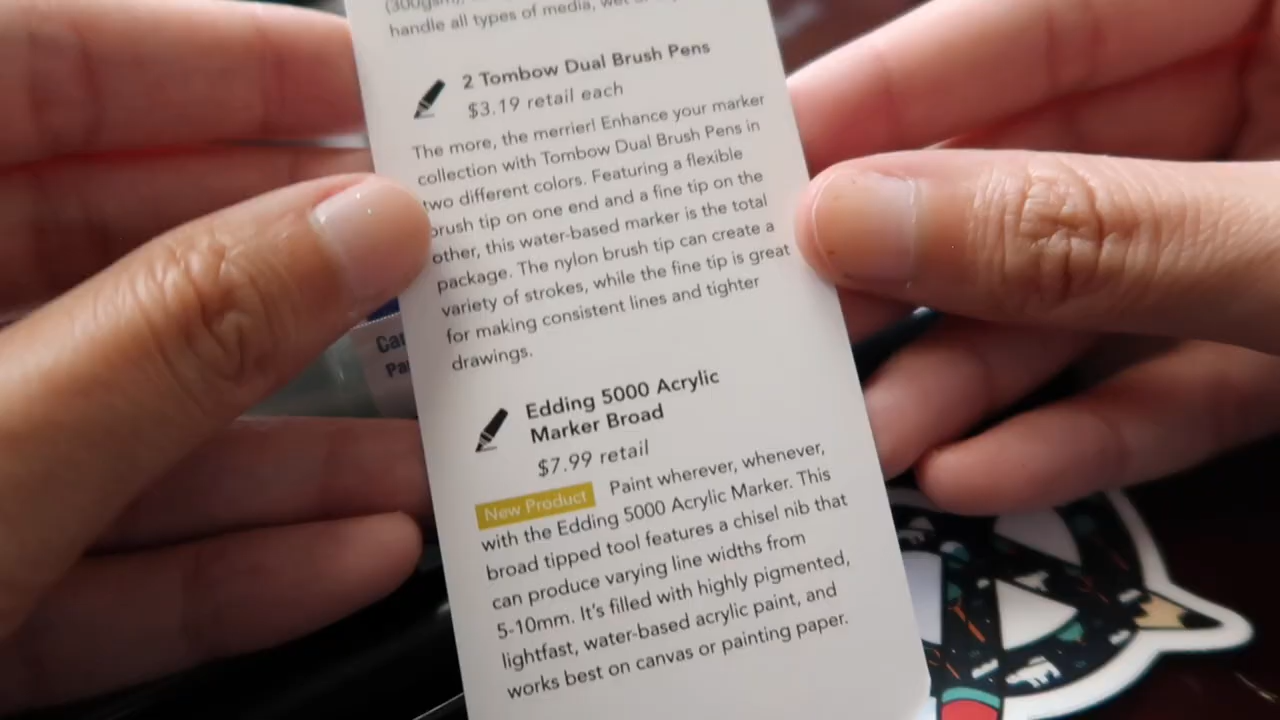 (300gsm),
handle all types of media, wet
2 Tombow Dual Brush Pens
$3.19 retail each
The more, the merrier! Enhance your marker
collection with Tombow Dual Brush Pens in
two different colors. Featuring a flexible
brush tip on one end and a fine tip on the
other, this water-based marker is the total
package. The nylon brush tip can create a
variety of strokes, while the fine tip is great
for making consistent lines and tighter
drawings.
Edding 5000 Acrylic
Marker Broad
$7.99 retail
New Product Paint wherever, whenever,
with the Edding 5000 Acrylic Marker. This
broad tipped tool features a chisel nib that
can produce varying line widths from
5-10mm. It's filled with highly pigmented,
lightfast, water-based acrylic paint, and
works best on canvas or painting paper.